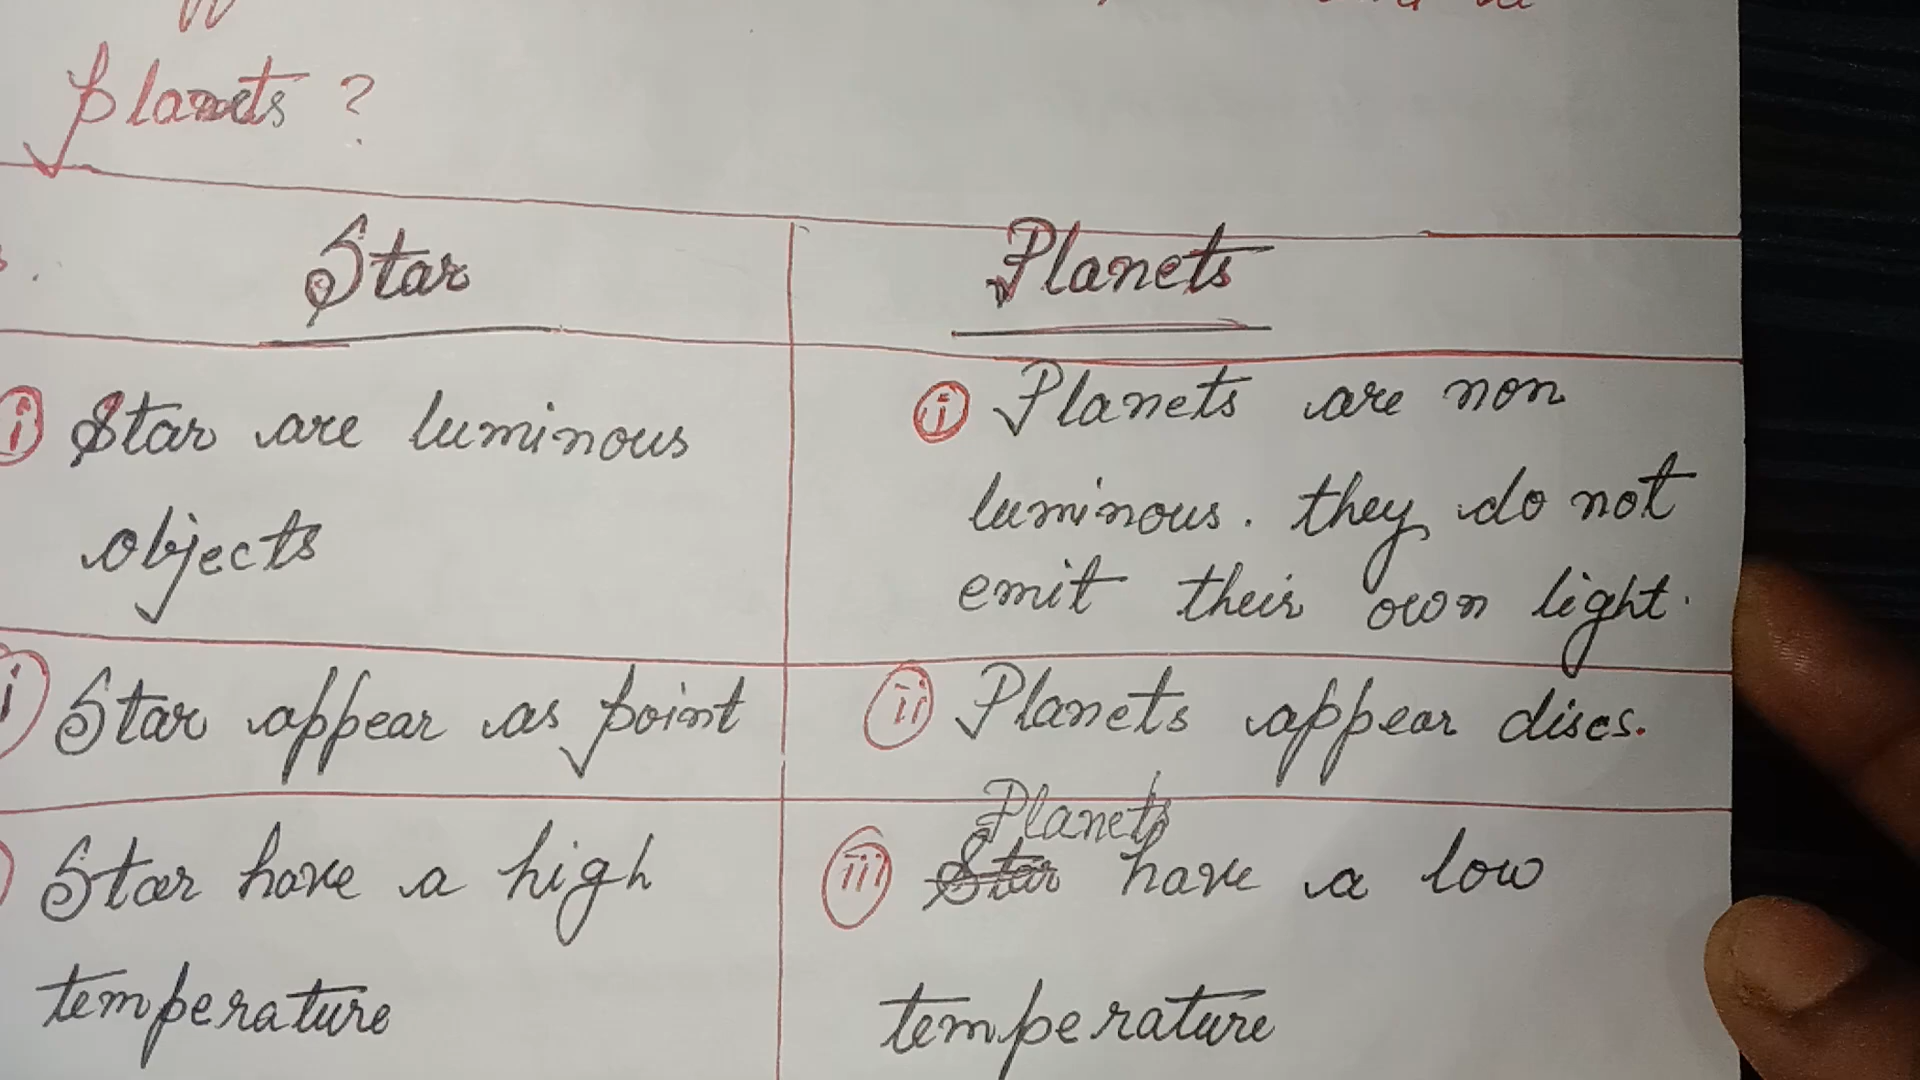 planets ?
Star
Planets
i Star are luminous
objects
i Planets are non
luminous. they do not
emit their own light.
Star appear as point
ii Planets appear discs.
Star have a high
temperature
Planets
iii Star have a low
temperature